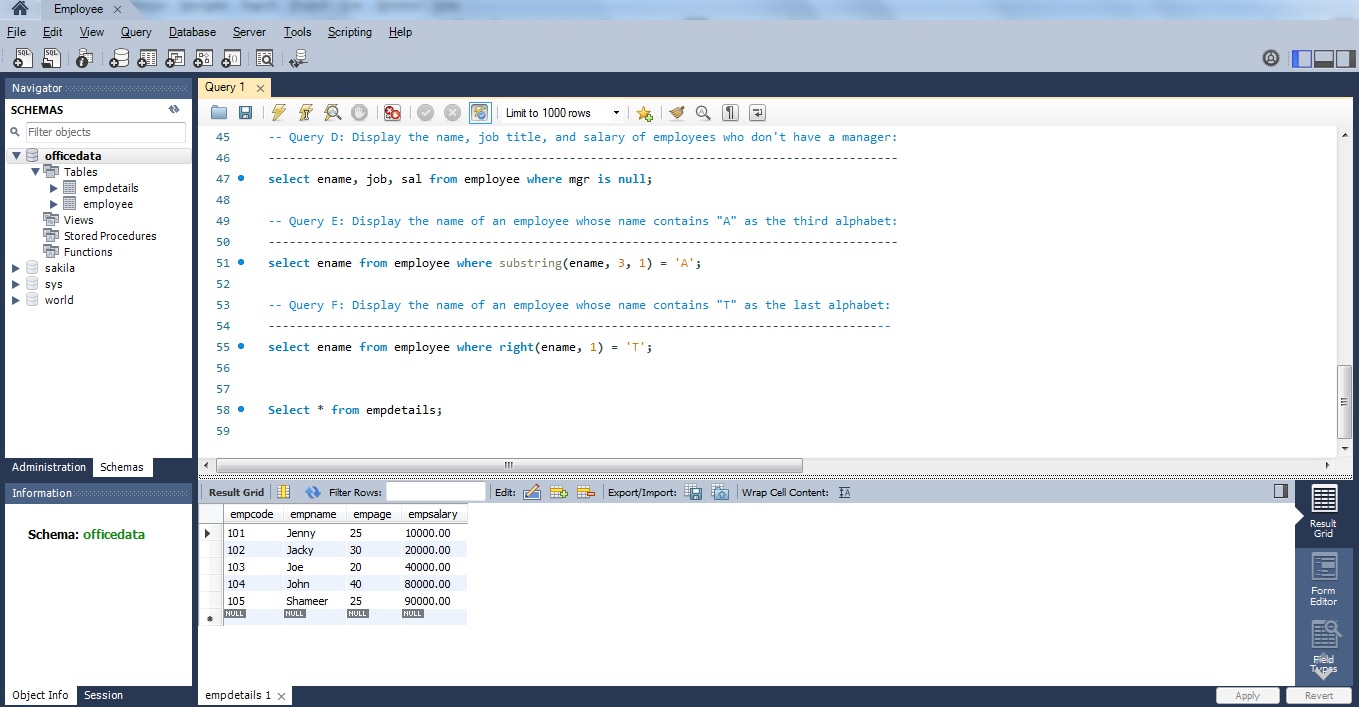 Employee
File Edit View Query Database Server Tools Scripting Help
Navigator
SCHEMAS
Filter objects
officedata
Tables
empdetails
employee
Views
Stored Procedures
Functions
sakila
sys
world
Administration Schemas
Information
Schema: officedata
Object Info Session
Query 1
Limit to 1000 rows
45 -- Query D: Display the name, job title, and salary of employees who don't have a manager:
46 ------------------------------------------------------------------------------------------
47 select ename, job, sal from employee where mgr is null;
48
49 -- Query E: Display the name of an employee whose name contains "A" as the third alphabet:
50 ------------------------------------------------------------------------------------------
51 select ename from employee where substring(ename, 3, 1) = 'A';
52
53 -- Query F: Display the name of an employee whose name contains "T" as the last alphabet:
54 -----------------------------------------------------------------------------------------
55 select ename from employee where right(ename, 1) = 'T';
56
57
58 Select * from empdetails;
59
Result Grid Filter Rows: Edit: Export/Import: Wrap Cell Content:
empcode empname empage empsalary
101 Jenny 25 10000.00
102 Jacky 30 20000.00
103 Joe 20 40000.00
104 John 40 80000.00
105 Shameer 25 90000.00
NULL NULL NULL NULL
Result
Grid
Form
Editor
Field
Types
empdetails 1
Apply Revert